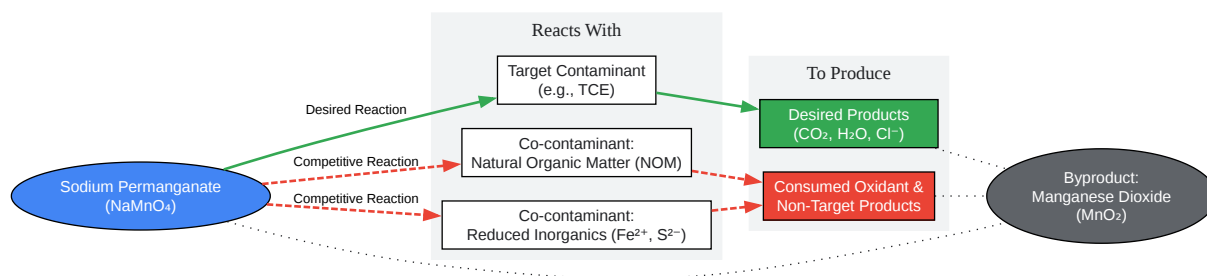 Reacts With
Target Contaminant
(e.g., TCE)
To Produce
Desired Reaction
Desired Products
(CO₂, H₂O, Cl⁻)
Competitive Reaction
Co-contaminant:
Natural Organic Matter (NOM)
Sodium Permanganate
(NaMnO₄)
Consumed Oxidant &
Non-Target Products
Byproduct:
Manganese Dioxide
(MnO₂)
Competitive Reaction
Co-contaminant:
Reduced Inorganics (Fe²⁺, S²⁻)